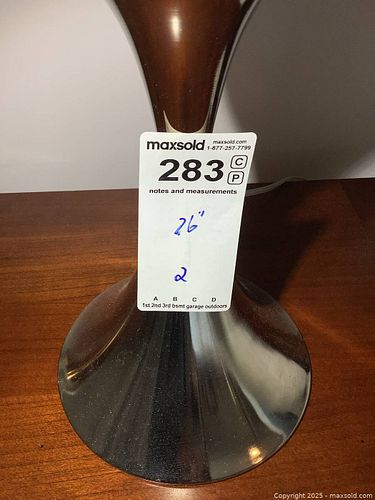 maxsold maxsold.com
1-877-257-7799
283 C
P
notes and measurements
26"
2
A B C D
1st 2nd 3rd bsmt garage outdoors
Copyright 2025 - maxsold.com